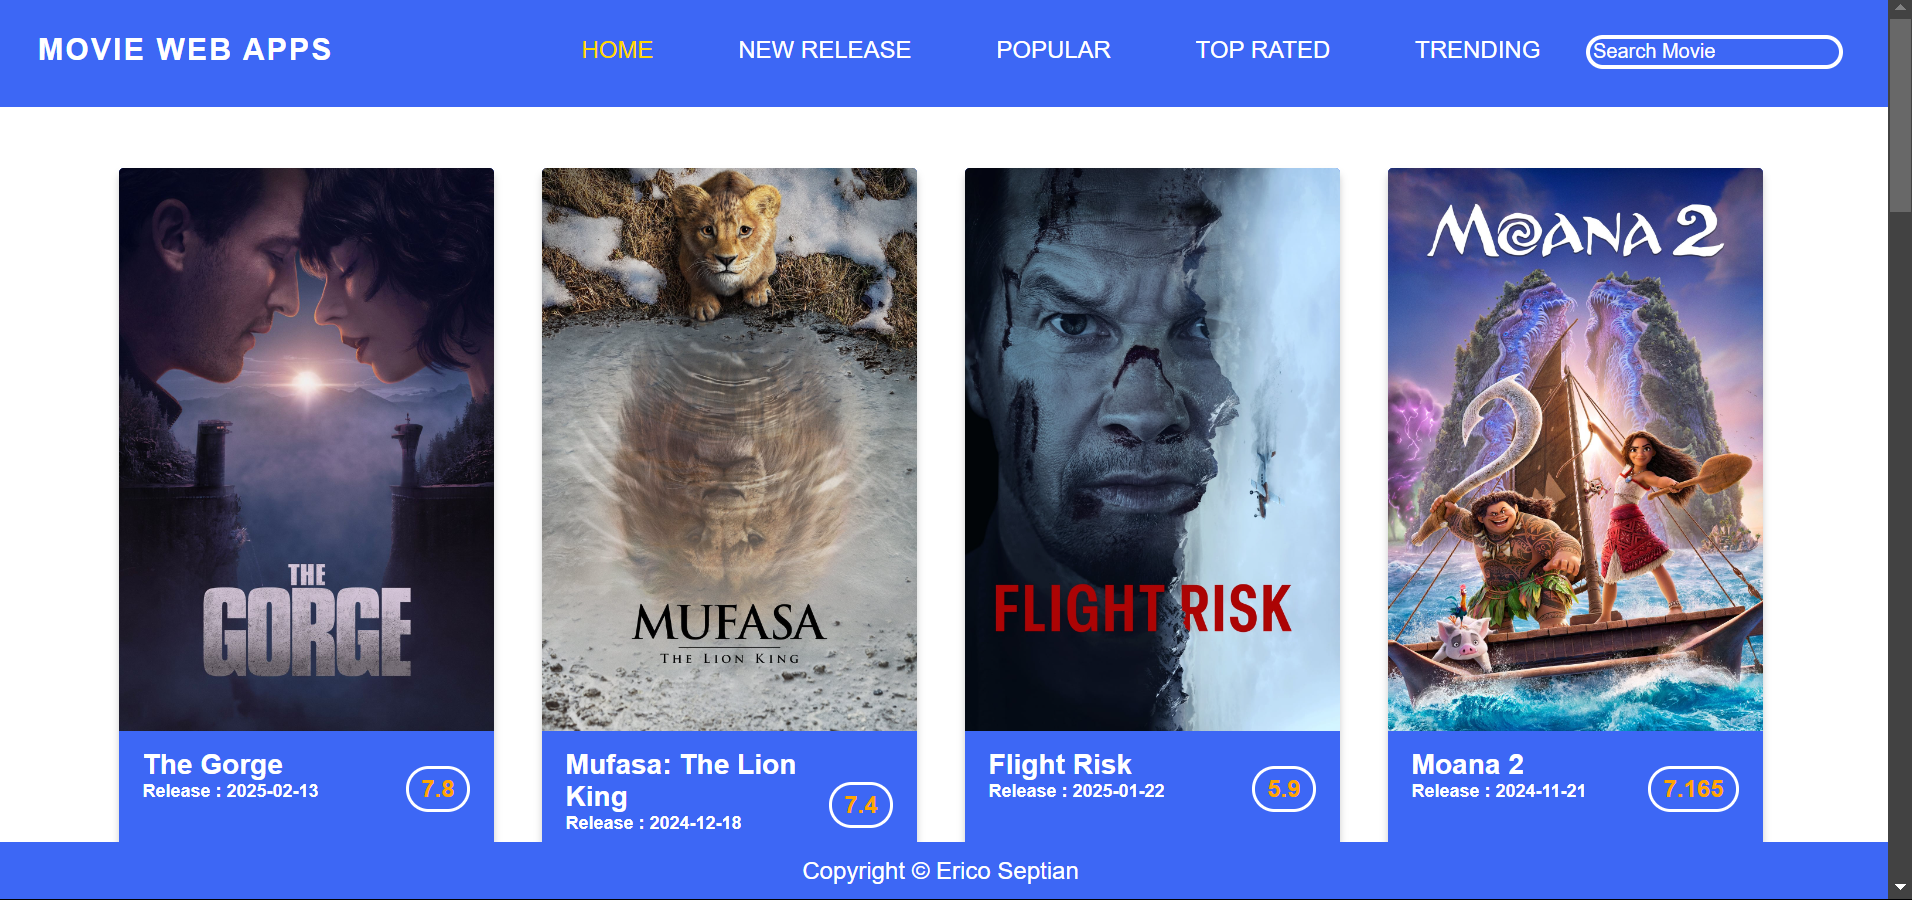 MOVIE WEB APPS
HOME
NEW RELEASE
POPULAR
TOP RATED
TRENDING
Search Movie
THE
GORGE
MUFASA
THE LION KING
FLIGHT RISK
MOANA 2
The Gorge
Release : 2025-02-13
7.8
Mufasa: The Lion
King
Release : 2024-12-18
7.4
Flight Risk
Release : 2025-01-22
5.9
Moana 2
Release : 2024-11-21
7.165
Copyright © Erico Septian